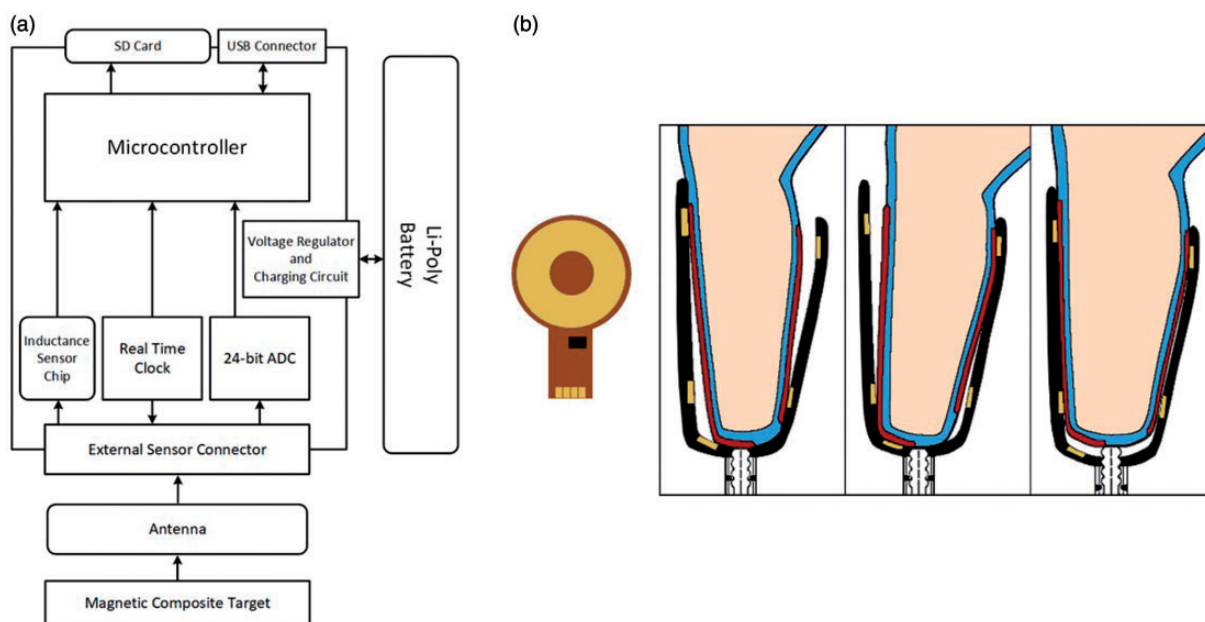 (a)
SD Card
USB Connector
Microcontroller
Voltage Regulator
and
Charging Circuit
Li-Poly
Battery
Inductance
Sensor
Chip
Real Time
Clock
24-bit ADC
External Sensor Connector
Antenna
Magnetic Composite Target
(b)